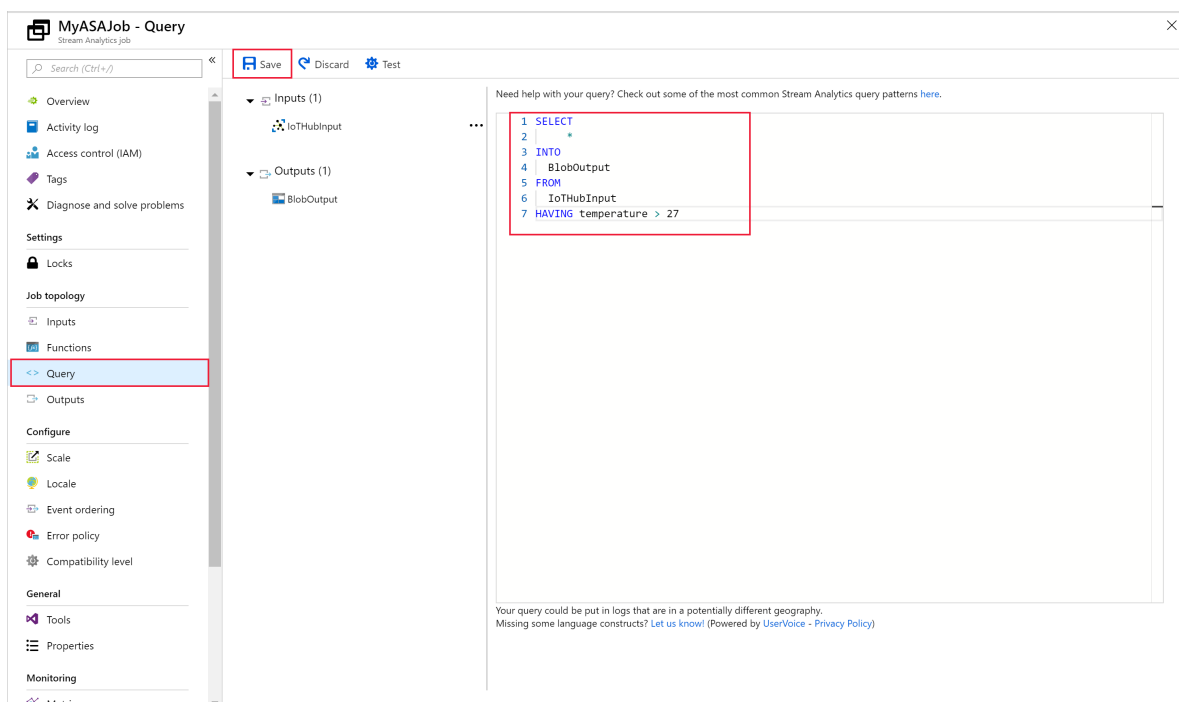 MyASAJob - Query
Stream Analytics job
Search (Ctrl+/)
«
Overview
Activity log
Access control (IAM)
Tags
Diagnose and solve problems
Settings
Locks
Job topology
Inputs
Functions
Query
Outputs
Configure
Scale
Locale
Event ordering
Error policy
Compatibility level
General
Tools
Properties
Monitoring
Save Discard Test
Inputs (1)
IoTHubInput
Outputs (1)
BlobOutput
Need help with your query? Check out some of the most common Stream Analytics query patterns here.
1 SELECT
2 *
3 INTO
4 BlobOutput
5 FROM
6 IoTHubInput
7 HAVING temperature > 27
Your query could be put in logs that are in a potentially different geography.
Missing some language constructs? Let us know! (Powered by UserVoice - Privacy Policy)